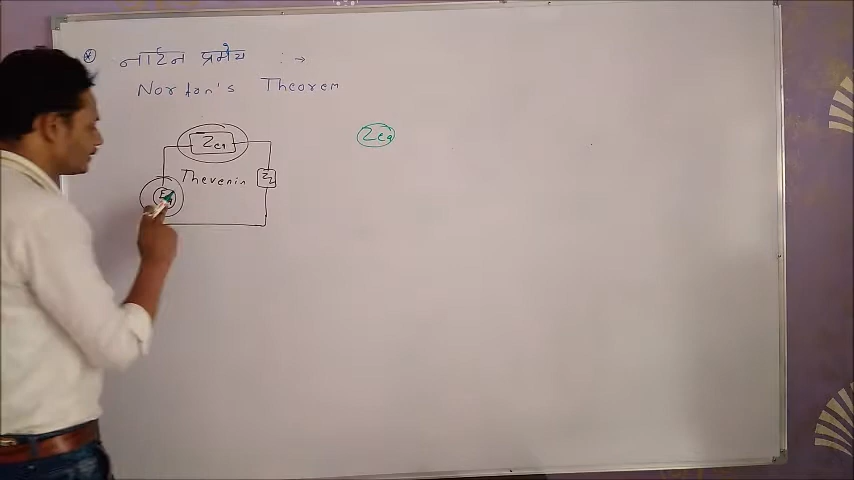 नार्टन प्रमेय :→
Norton's Theorem
Zeq
Zeq
Thevenin
ZL